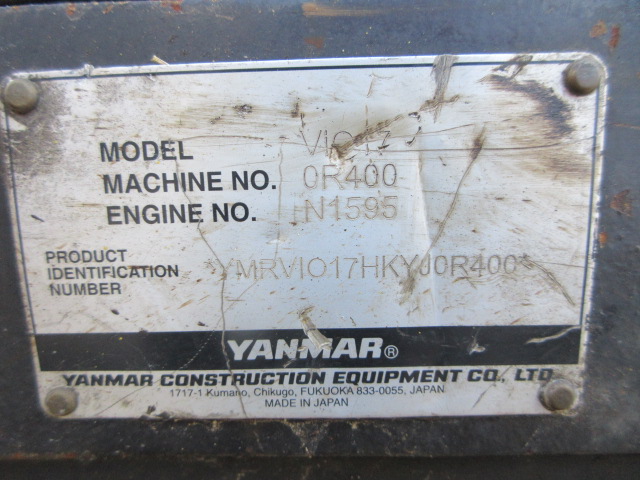 MODEL VIO17
MACHINE NO. 0R400
ENGINE NO. N1595
PRODUCT
IDENTIFICATION
NUMBER
*YMRVIO17HKYJ0R400*
YANMAR®
YANMAR CONSTRUCTION EQUIPMENT CO., LTD.
1717-1 Kumano, Chikugo, FUKUOKA 833-0055, JAPAN
MADE IN JAPAN